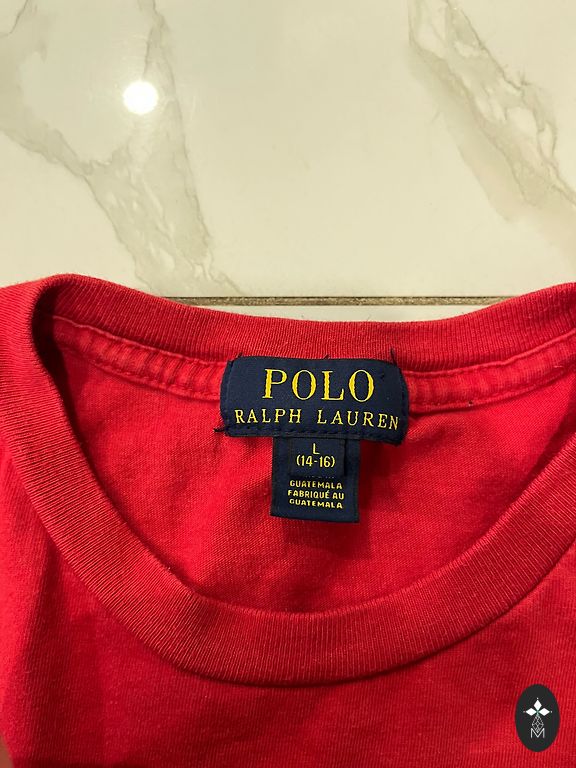 POLO
RALPH LAUREN
L
(14-16)
GUATEMALA
FABRIQUÉ AU
GUATEMALA
M